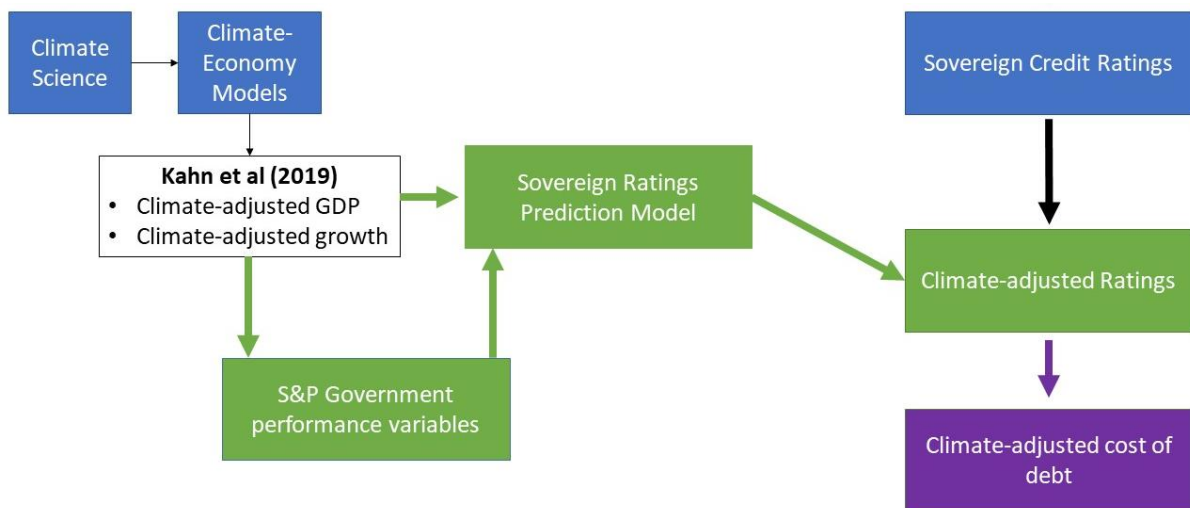 Climate
Science
Climate-
Economy
Models
Sovereign Credit Ratings
Kahn et al (2019)
• Climate-adjusted GDP
• Climate-adjusted growth
Sovereign Ratings
Prediction Model
Climate-adjusted Ratings
S&P Government
performance variables
Climate-adjusted cost of
debt